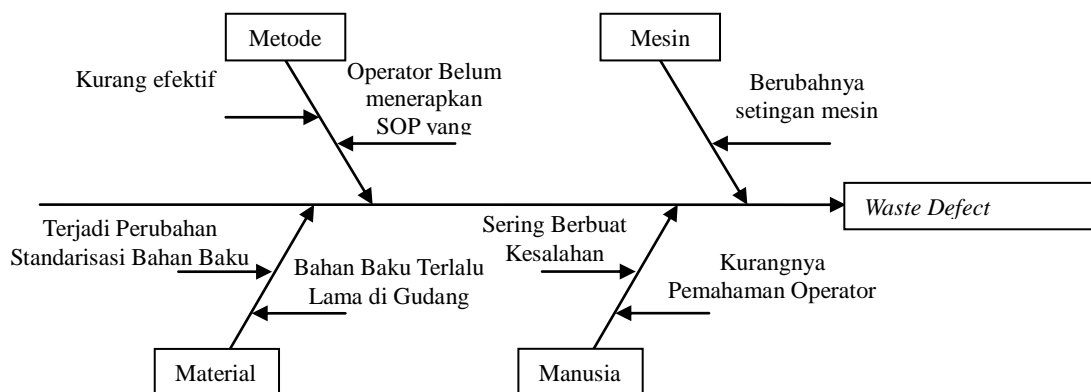 Metode
Mesin
Kurang efektif
Operator Belum
menerapkan
SOP yang
Berubahnya
setingan mesin
Waste Defect
Terjadi Perubahan
Standarisasi Bahan Baku
Bahan Baku Terlalu
Lama di Gudang
Sering Berbuat
Kesalahan
Kurangnya
Pemahaman Operator
Material
Manusia